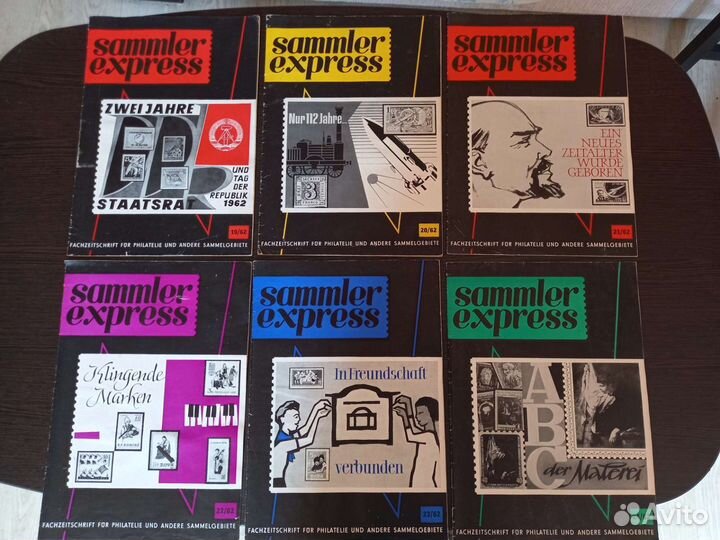 sammler
express
ZWEI JAHRE
UND
TAG
DER
REPUBLIK
1962
STAATSRAT
19/62
FACHZEITSCHRIFT FÜR PHILATELIE UND ANDERE SAMMELGEBIETE
sammler
express
Nur 112 Jahre...
3
20/62
FACHZEITSCHRIFT FÜR PHILATELIE UND ANDERE SAMMELGEBIETE
sammler
express
EIN
NEUES
ZEITALTER
WURDE
GEBOREN
21/62
FACHZEITSCHRIFT FÜR PHILATELIE UND ANDERE SAMMELGEBIETE
sammler
express
Klingende
Marken
22/62
FACHZEITSCHRIFT FÜR PHILATELIE UND ANDERE SAMMELGEBIETE
sammler
express
In Freundschaft
verbunden
23/62
FACHZEITSCHRIFT FÜR PHILATELIE UND ANDERE SAMMELGEBIETE
sammler
express
ABC
der Materei
FACHZEITSCHRIFT FÜR PHILATELIE UND ANDERE SAMMELGEBIETE
Avito